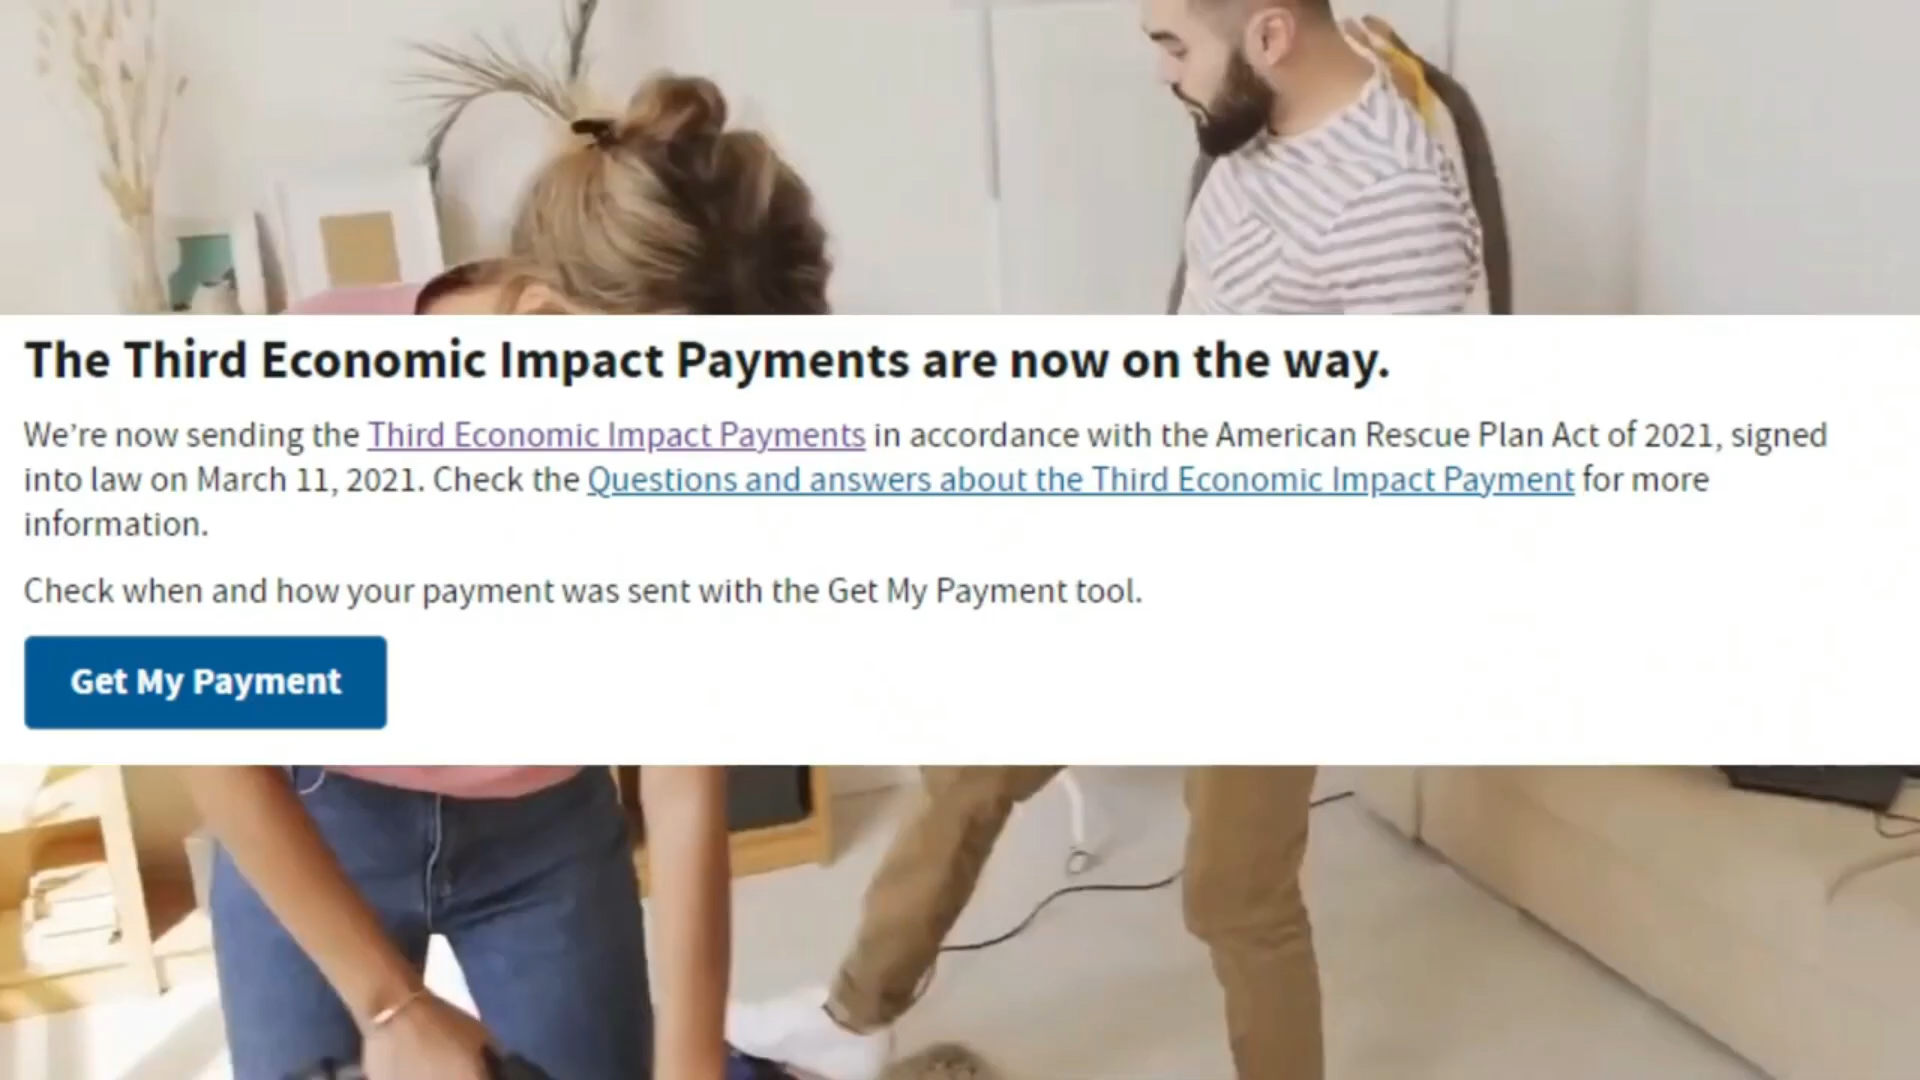 The Third Economic Impact Payments are now on the way.
We’re now sending the Third Economic Impact Payments in accordance with the American Rescue Plan Act of 2021, signed
into law on March 11, 2021. Check the Questions and answers about the Third Economic Impact Payment for more
information.
Check when and how your payment was sent with the Get My Payment tool.
Get My Payment